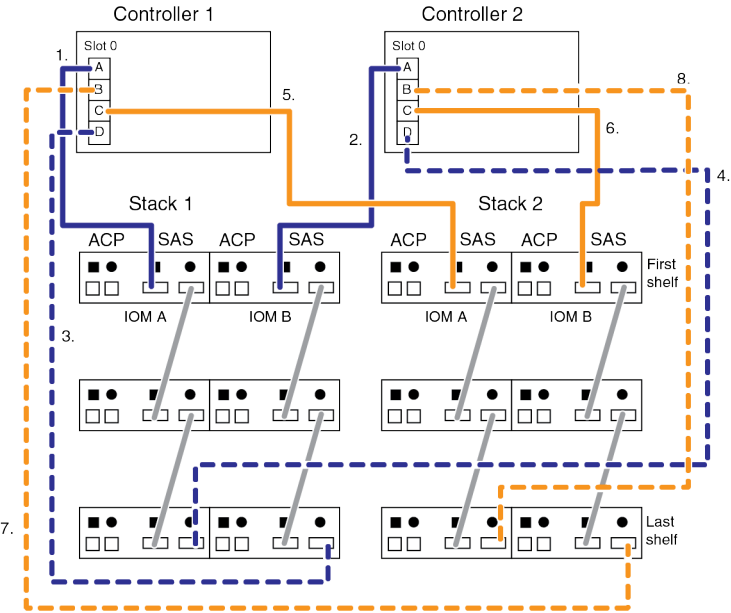 Controller 1
Controller 2
Slot 0
Slot 0
1.
A
A
B
B
8.
C
5.
C
D
6.
D
2.
4.
Stack 1
Stack 2
ACP SAS ACP SAS
ACP SAS ACP SAS
First
shelf
IOM A
IOM B
IOM A
IOM B
3.
7.
Last
shelf